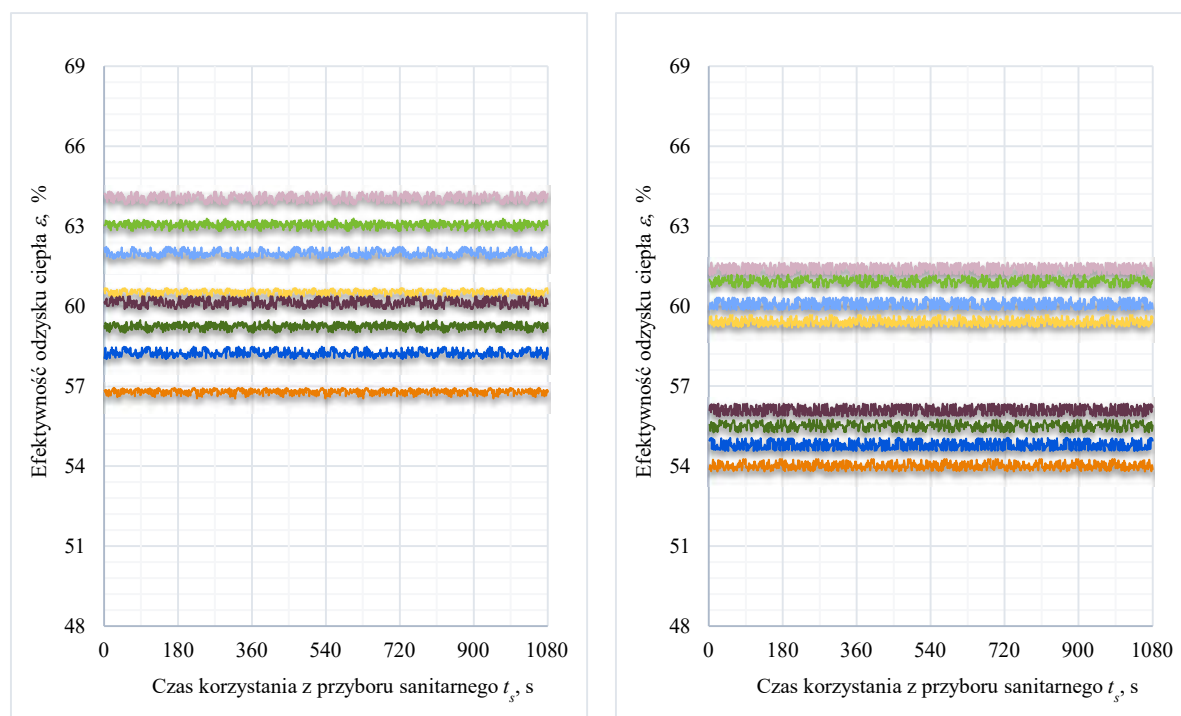 69
66
63
60
57
54
51
48
Efektywność odzysku ciepła ε, %
0 180 360 540 720 900 1080
Czas korzystania z przyboru sanitarnego tₛ, s
69
66
63
60
57
54
51
48
Efektywność odzysku ciepła ε, %
0 180 360 540 720 900 1080
Czas korzystania z przyboru sanitarnego tₛ, s